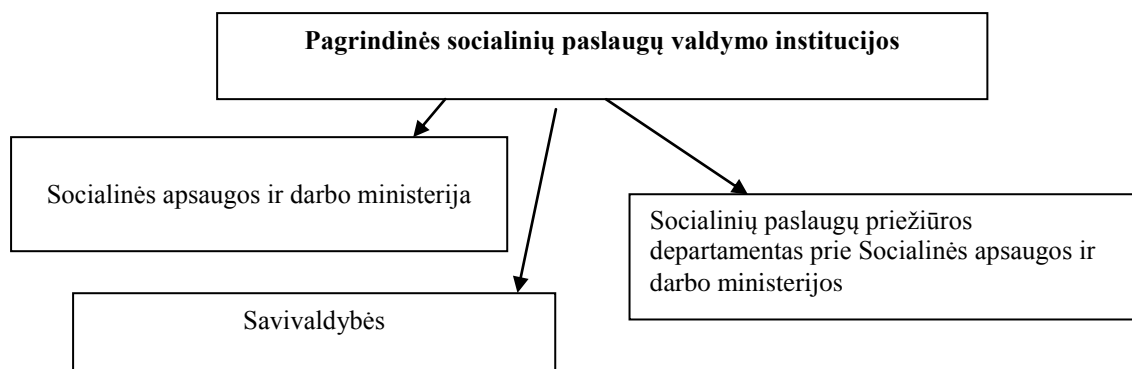 Pagrindinės socialinių paslaugų valdymo institucijos
Socialinės apsaugos ir darbo ministerija
Socialinių paslaugų priežiūros
departamentas prie Socialinės apsaugos ir
darbo ministerijos
Savivaldybės